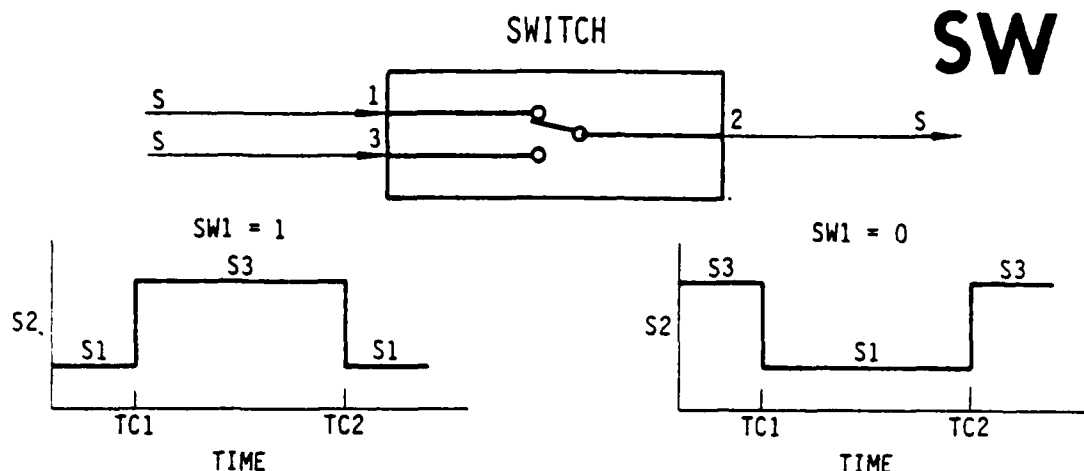 SWITCH
SW
S 1
S 3
2 S
SW1 = 1
S3
S2
S1 S1
TC1 TC2
TIME
SW1 = 0
S3 S3
S2
S1
TC1 TC2
TIME